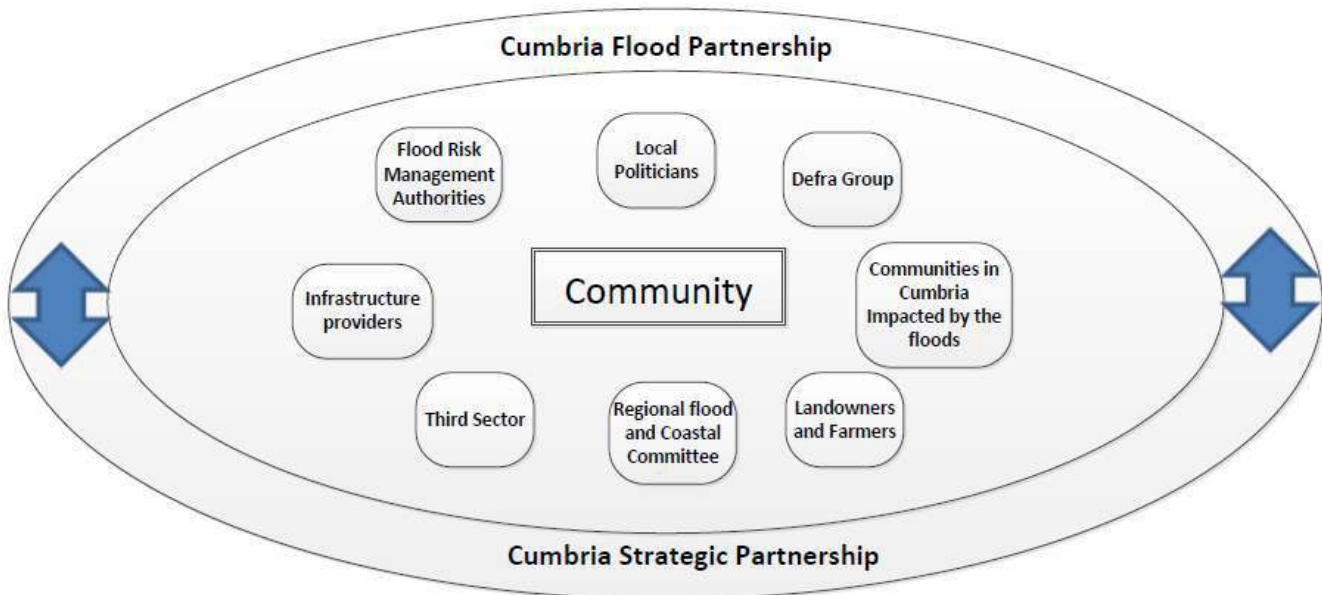 Cumbria Flood Partnership
Flood Risk
Management
Authorities
Local
Politicians
Defra Group
Infrastructure
providers
Community
Communities in
Cumbria
Impacted by the
floods
Third Sector
Regional flood
and Coastal
Committee
Landowners
and Farmers
Cumbria Strategic Partnership